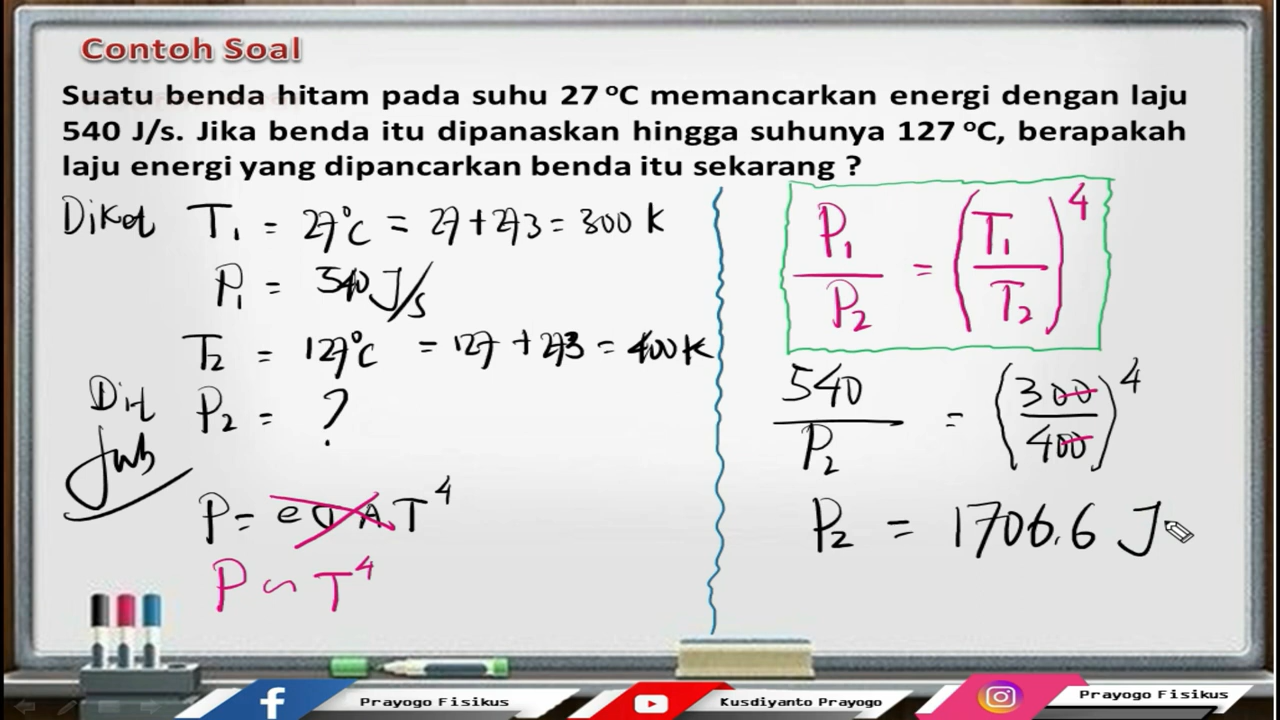 Contoh Soal
Suatu benda hitam pada suhu 27 °C memancarkan energi dengan laju
540 J/s. Jika benda itu dipanaskan hingga suhunya 127 °C, berapakah
laju energi yang dipancarkan benda itu sekarang ?
Diket T₁ = 27°C = 27 + 273 = 300 K
P₁ = 540 J/s
T₂ = 127°C = 127 + 273 = 400 K
Dit P₂ = ?
Jwb
P = eσAT⁴
P ~ T⁴
P₁/P₂ = (T₁/T₂)⁴
540/P₂ = (300/400)⁴
P₂ = 1706.6 J
Prayogo Fisikus
Kusdiyanto Prayogo
Prayogo Fisikus